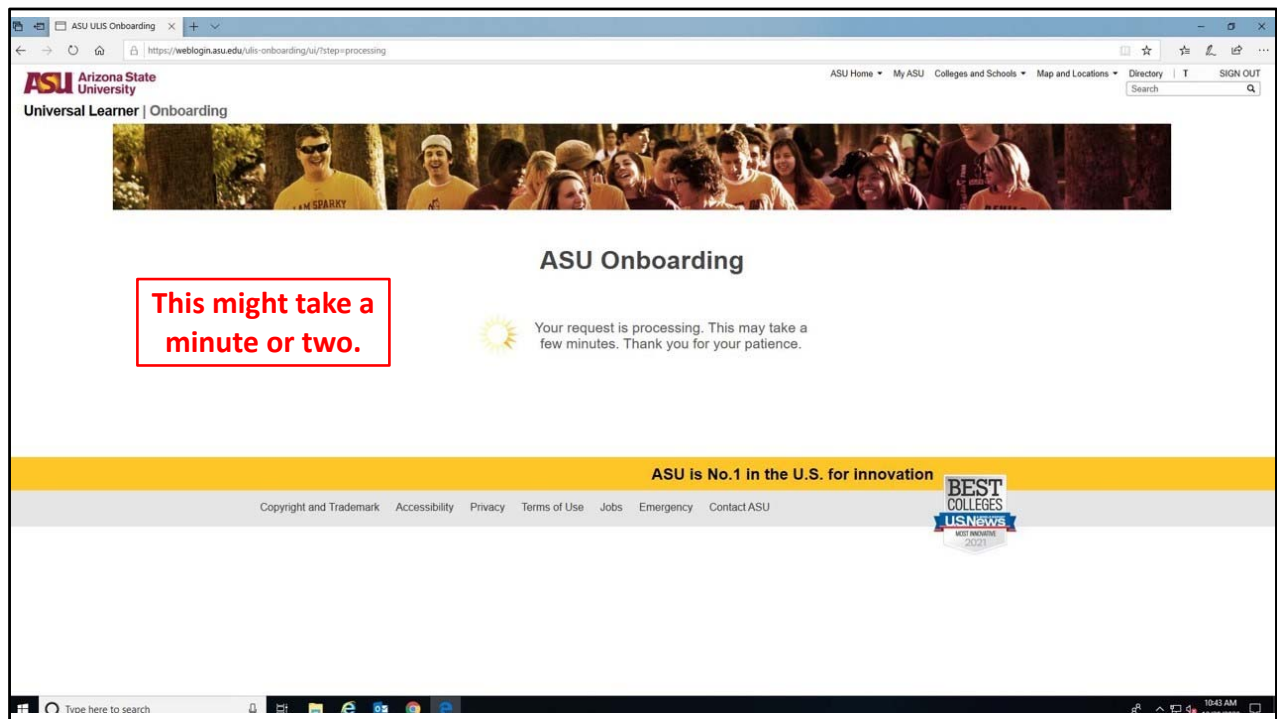 ASU ULIS Onboarding
https://weblogin.asu.edu/ulis-onboarding/ui/?step=processing
ASU Arizona State University
ASU Home My ASU Colleges and Schools Map and Locations Directory | T SIGN OUT
Search
Universal Learner | Onboarding
I AM SPARKY
ASU Onboarding
This might take a
minute or two.
Your request is processing. This may take a
few minutes. Thank you for your patience.
ASU is No.1 in the U.S. for innovation
BEST
COLLEGES
U.S.News
MOST INNOVATIVE
2021
Copyright and Trademark Accessibility Privacy Terms of Use Jobs Emergency Contact ASU
Type here to search
10:43 AM